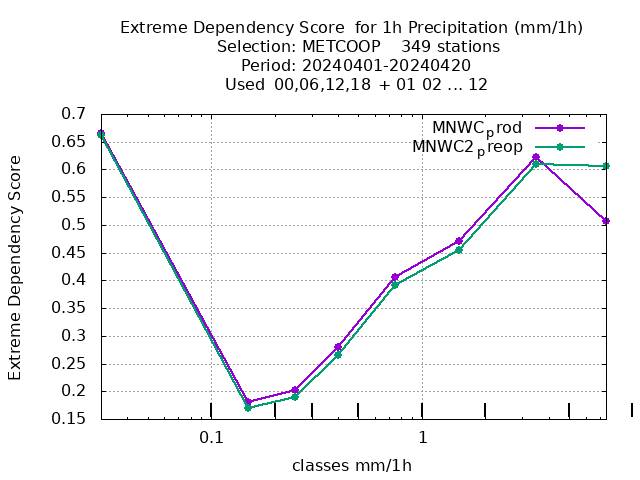 Extreme Dependency Score  for 1h Precipitation (mm/1h)
Selection: METCOOP    349 stations
Period: 20240401-20240420
Used  00,06,12,18  + 01 02 ... 12
MNWCprod
MNWC2preop
0.7
0.65
0.6
0.55
0.5
0.45
0.4
0.35
0.3
0.25
0.2
0.15
Extreme Dependency Score
0.1
1
classes mm/1h